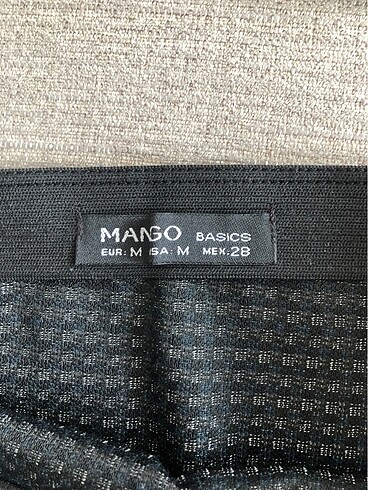 MANGO BASICS
EUR: M USA: M MEX: 28